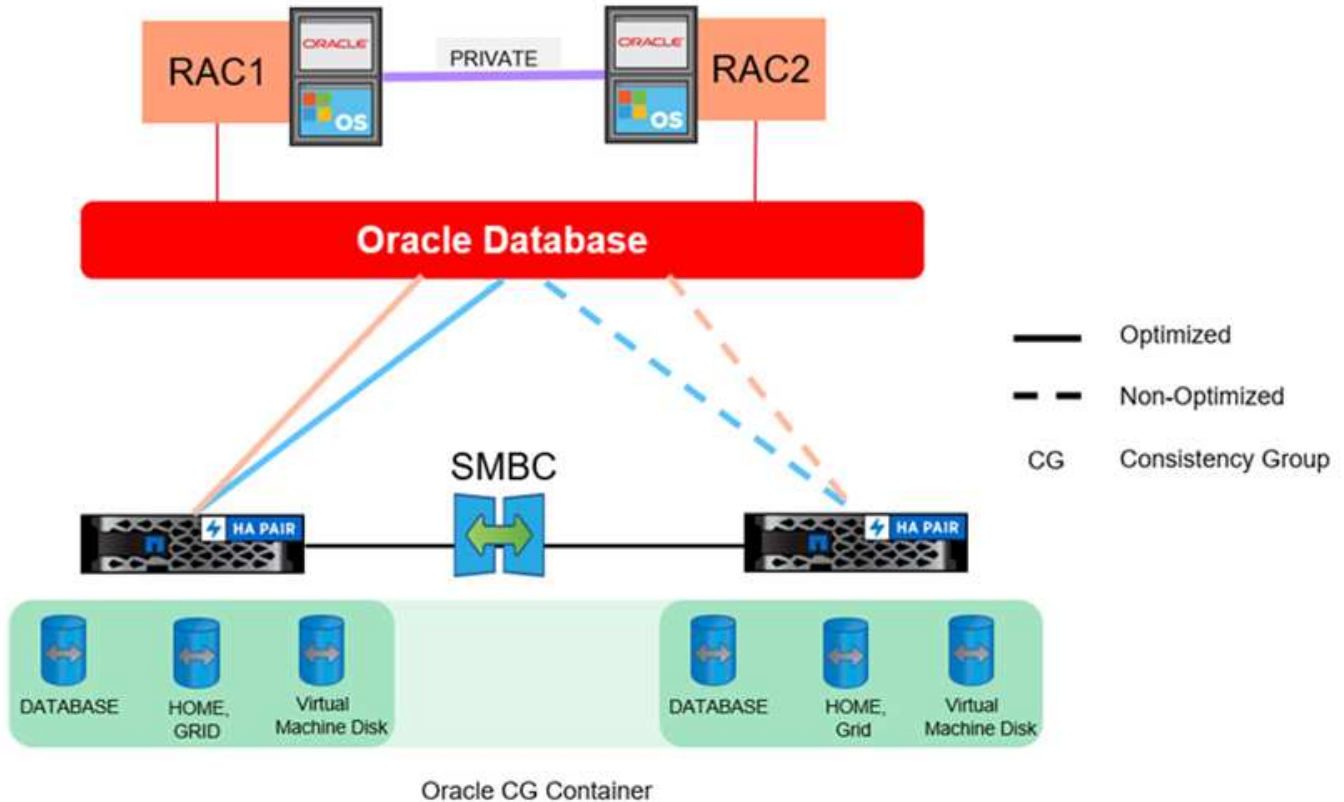 RAC1
ORACLE
OS
PRIVATE
ORACLE
OS
RAC2
Oracle Database
Optimized
Non-Optimized
CG Consistency Group
SMBC
HA PAIR
HA PAIR
DATABASE
HOME,
GRID
Virtual
Machine Disk
DATABASE
HOME,
Grid
Virtual
Machine Disk
Oracle CG Container